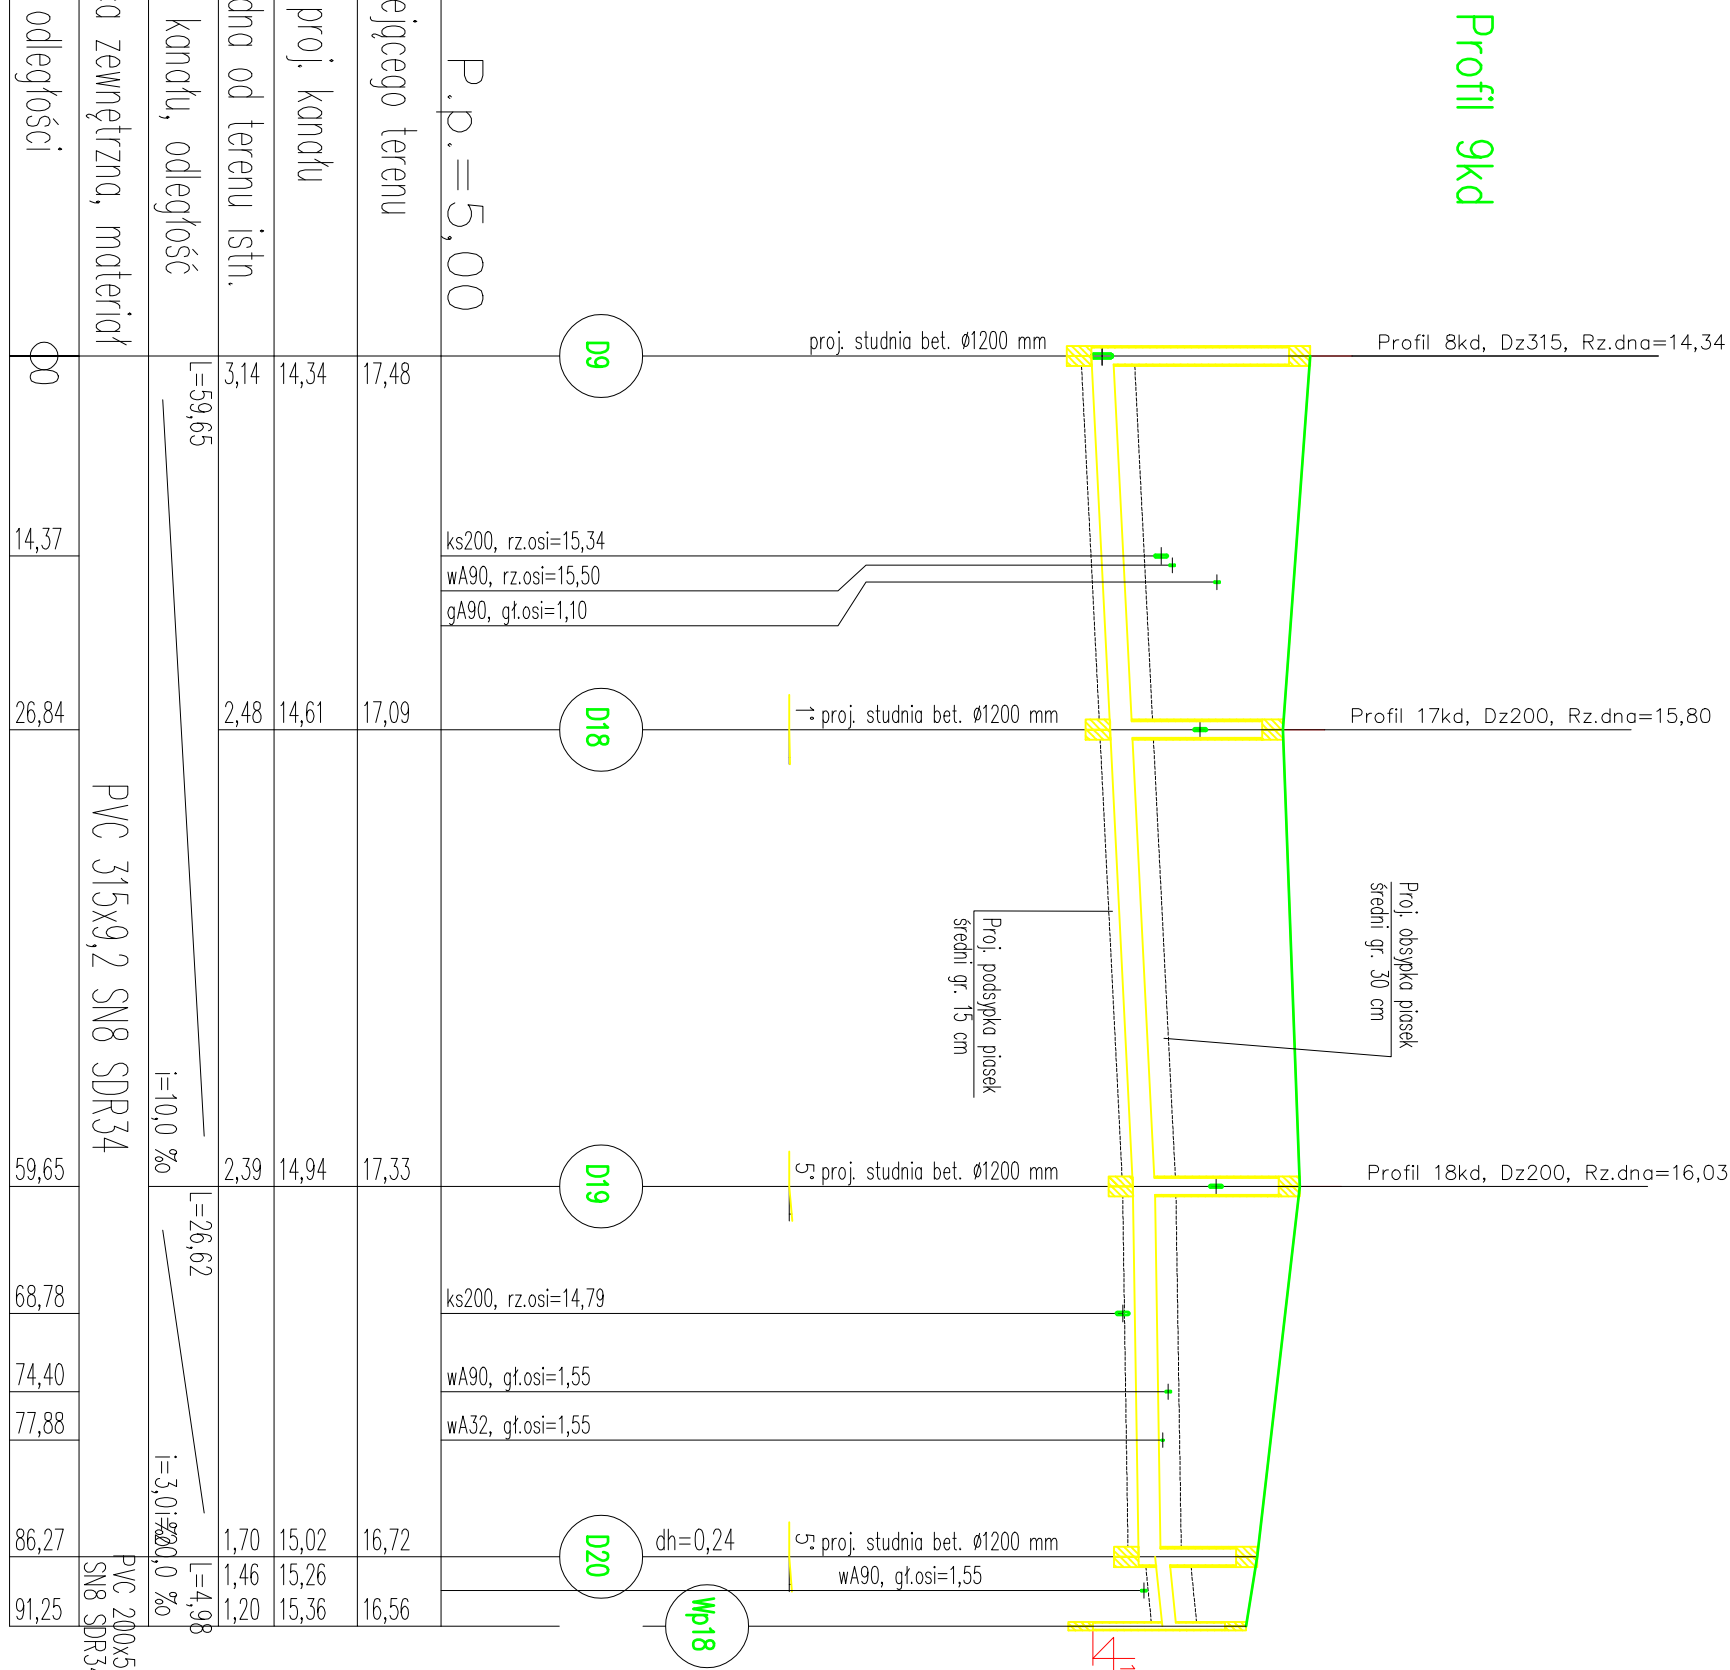 Profil 9kd
P.p.=5,00
ejącego terenu
proj. kanału
dna od terenu istn.
kanału, odległość
zewnętrzna, materiał
odległości
Profil 8kd, Dz315, Rz.dna=14,34
proj. studnia bet. Ø1200 mm
D9
17,48
14,34
3,14
L=59,65
ks200, rz.osi=15,34
wA90, rz.osi=15,50
gA90, gł.osi=1,10
14,37
Profil 17kd, Dz200, Rz.dna=15,80
1° proj. studnia bet. Ø1200 mm
D18
17,09
14,61
2,48
26,84
Proj. obsypka piasek
średni gr. 30 cm
Proj. podsypka piasek
średni gr. 15 cm
PVC 315x9,2 SN8 SDR34
i=10,0 ‰
Profil 18kd, Dz200, Rz.dna=16,03
5° proj. studnia bet. Ø1200 mm
D19
17,33
14,94
2,39
59,65
L=26,62
ks200, rz.osi=14,79
68,78
wA90, gł.osi=1,55
74,40
wA32, gł.osi=1,55
77,88
i=3,0
5° proj. studnia bet. Ø1200 mm
dh=0,24
D20
16,72
15,02
1,70
86,27
wA90, gł.osi=1,55
15,26
1,46
L=4,98
Wp18
16,56
15,36
1,20
91,25
PVC 200x5
SN8 SDR3